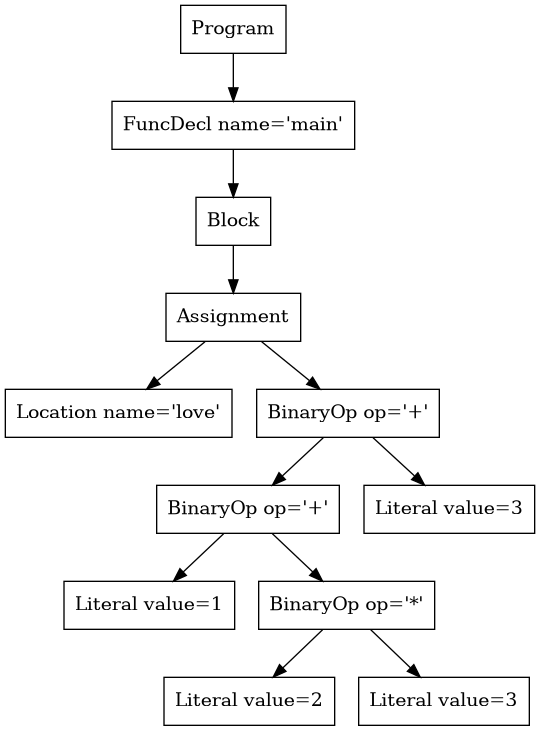 Program
FuncDecl name='main'
Block
Assignment
Location name='love'
BinaryOp op='+'
BinaryOp op='+'
Literal value=3
Literal value=1
BinaryOp op='*'
Literal value=2
Literal value=3